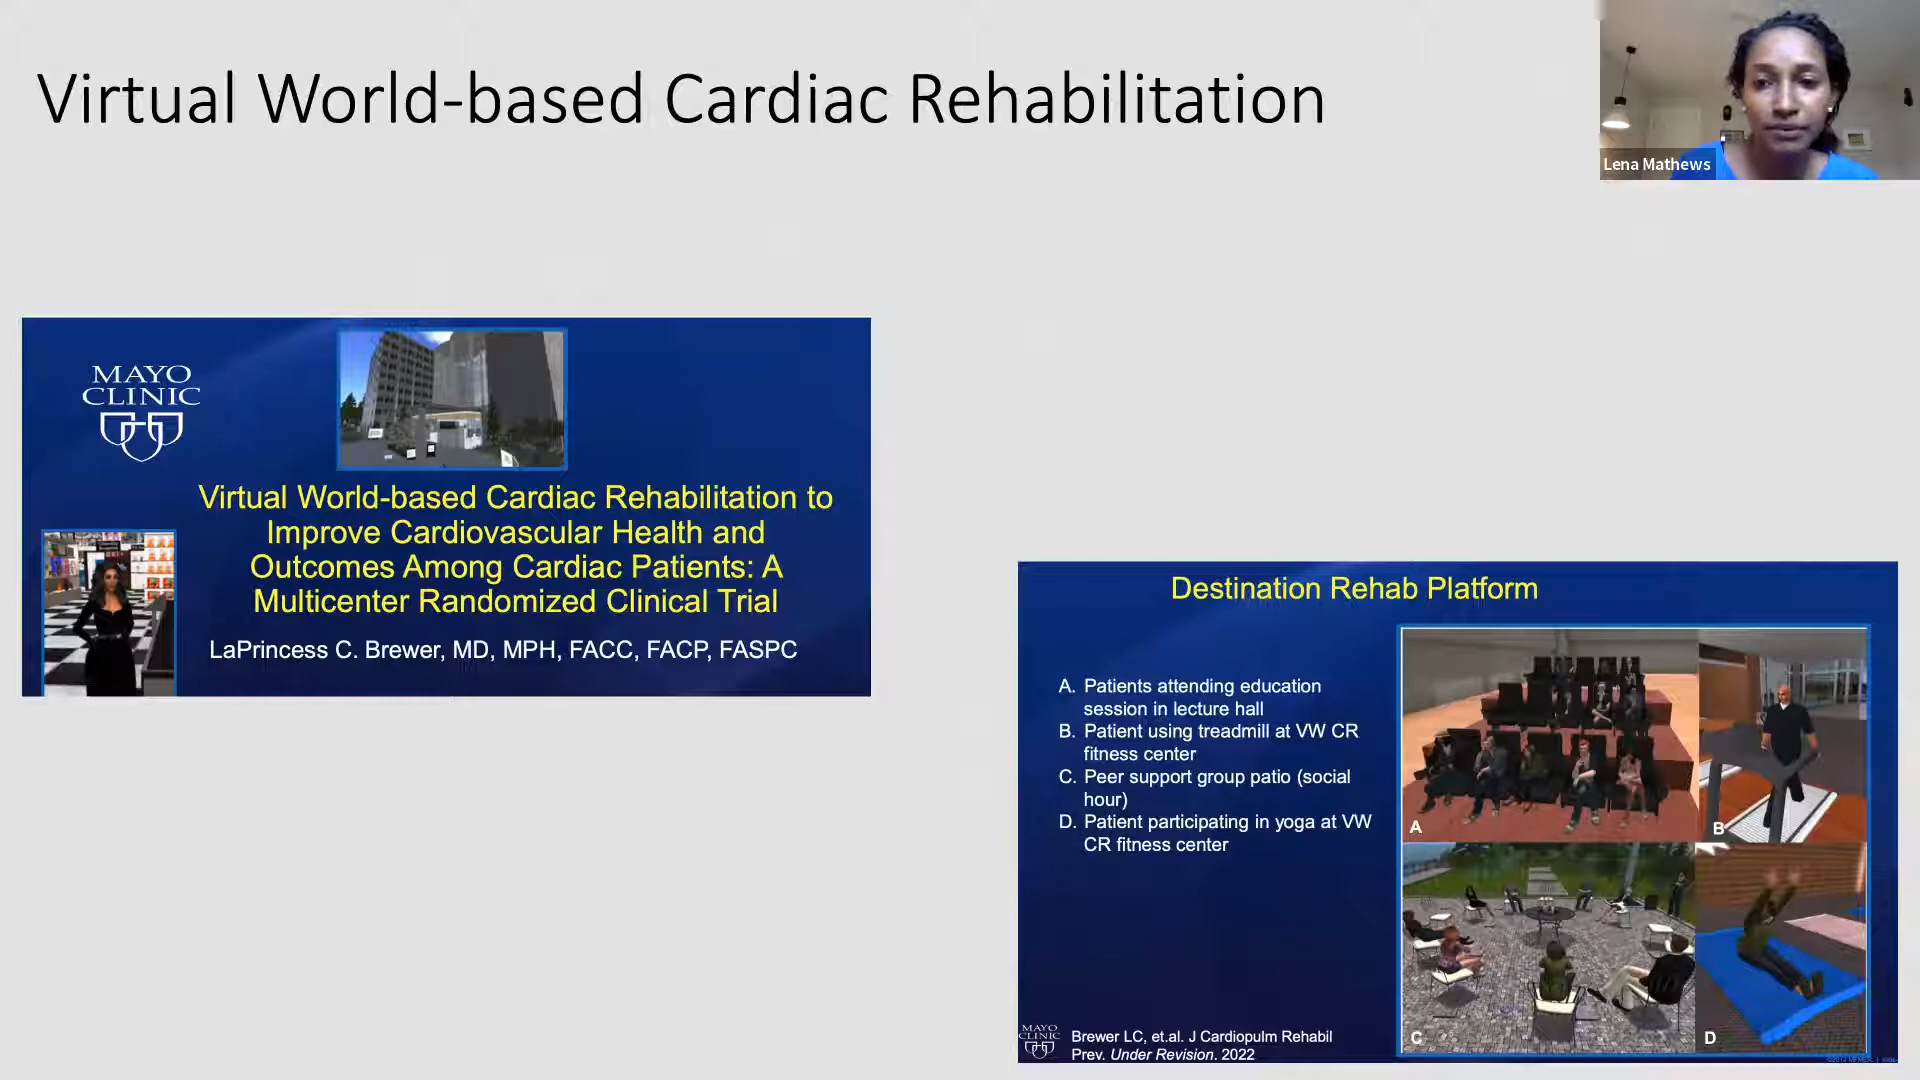 Virtual World-based Cardiac Rehabilitation
Lena Mathews
MAYO
CLINIC
Virtual World-based Cardiac Rehabilitation to
Improve Cardiovascular Health and
Outcomes Among Cardiac Patients: A
Multicenter Randomized Clinical Trial
LaPrincess C. Brewer, MD, MPH, FACC, FACP, FASPC
Destination Rehab Platform
A. Patients attending education
session in lecture hall
B. Patient using treadmill at VW CR
fitness center
C. Peer support group patio (social
hour)
D. Patient participating in yoga at VW
CR fitness center
A
B
C
D
MAYO
CLINIC
Brewer LC, et.al. J Cardiopulm Rehabil
Prev. Under Revision. 2022